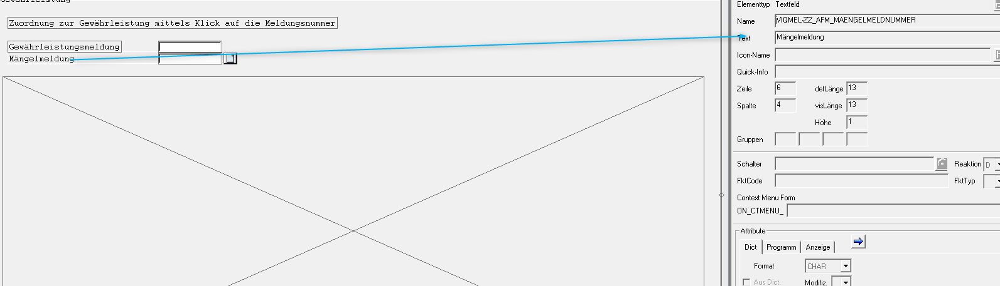 Gewährleistung
Zuordnung zur Gewährleistung mittels Klick auf die Meldungsnummer
Gewährleistungsmeldung
Mängelmeldung
Elementtyp Textfeld
Name VIQMEL-ZZ_AFM_MAENGELMELDNUMMER
Text Mängelmeldung
Icon-Name
Quick-Info
Zeile 6 defLänge 13
Spalte 4 visLänge 13
Höhe 1
Gruppen
Schalter Reaktion D
FktCode FktTyp
Context Menu Form
ON_CTMENU_
Attribute
Dict Programm Anzeige
Format CHAR
Aus Dict. Modifiz.